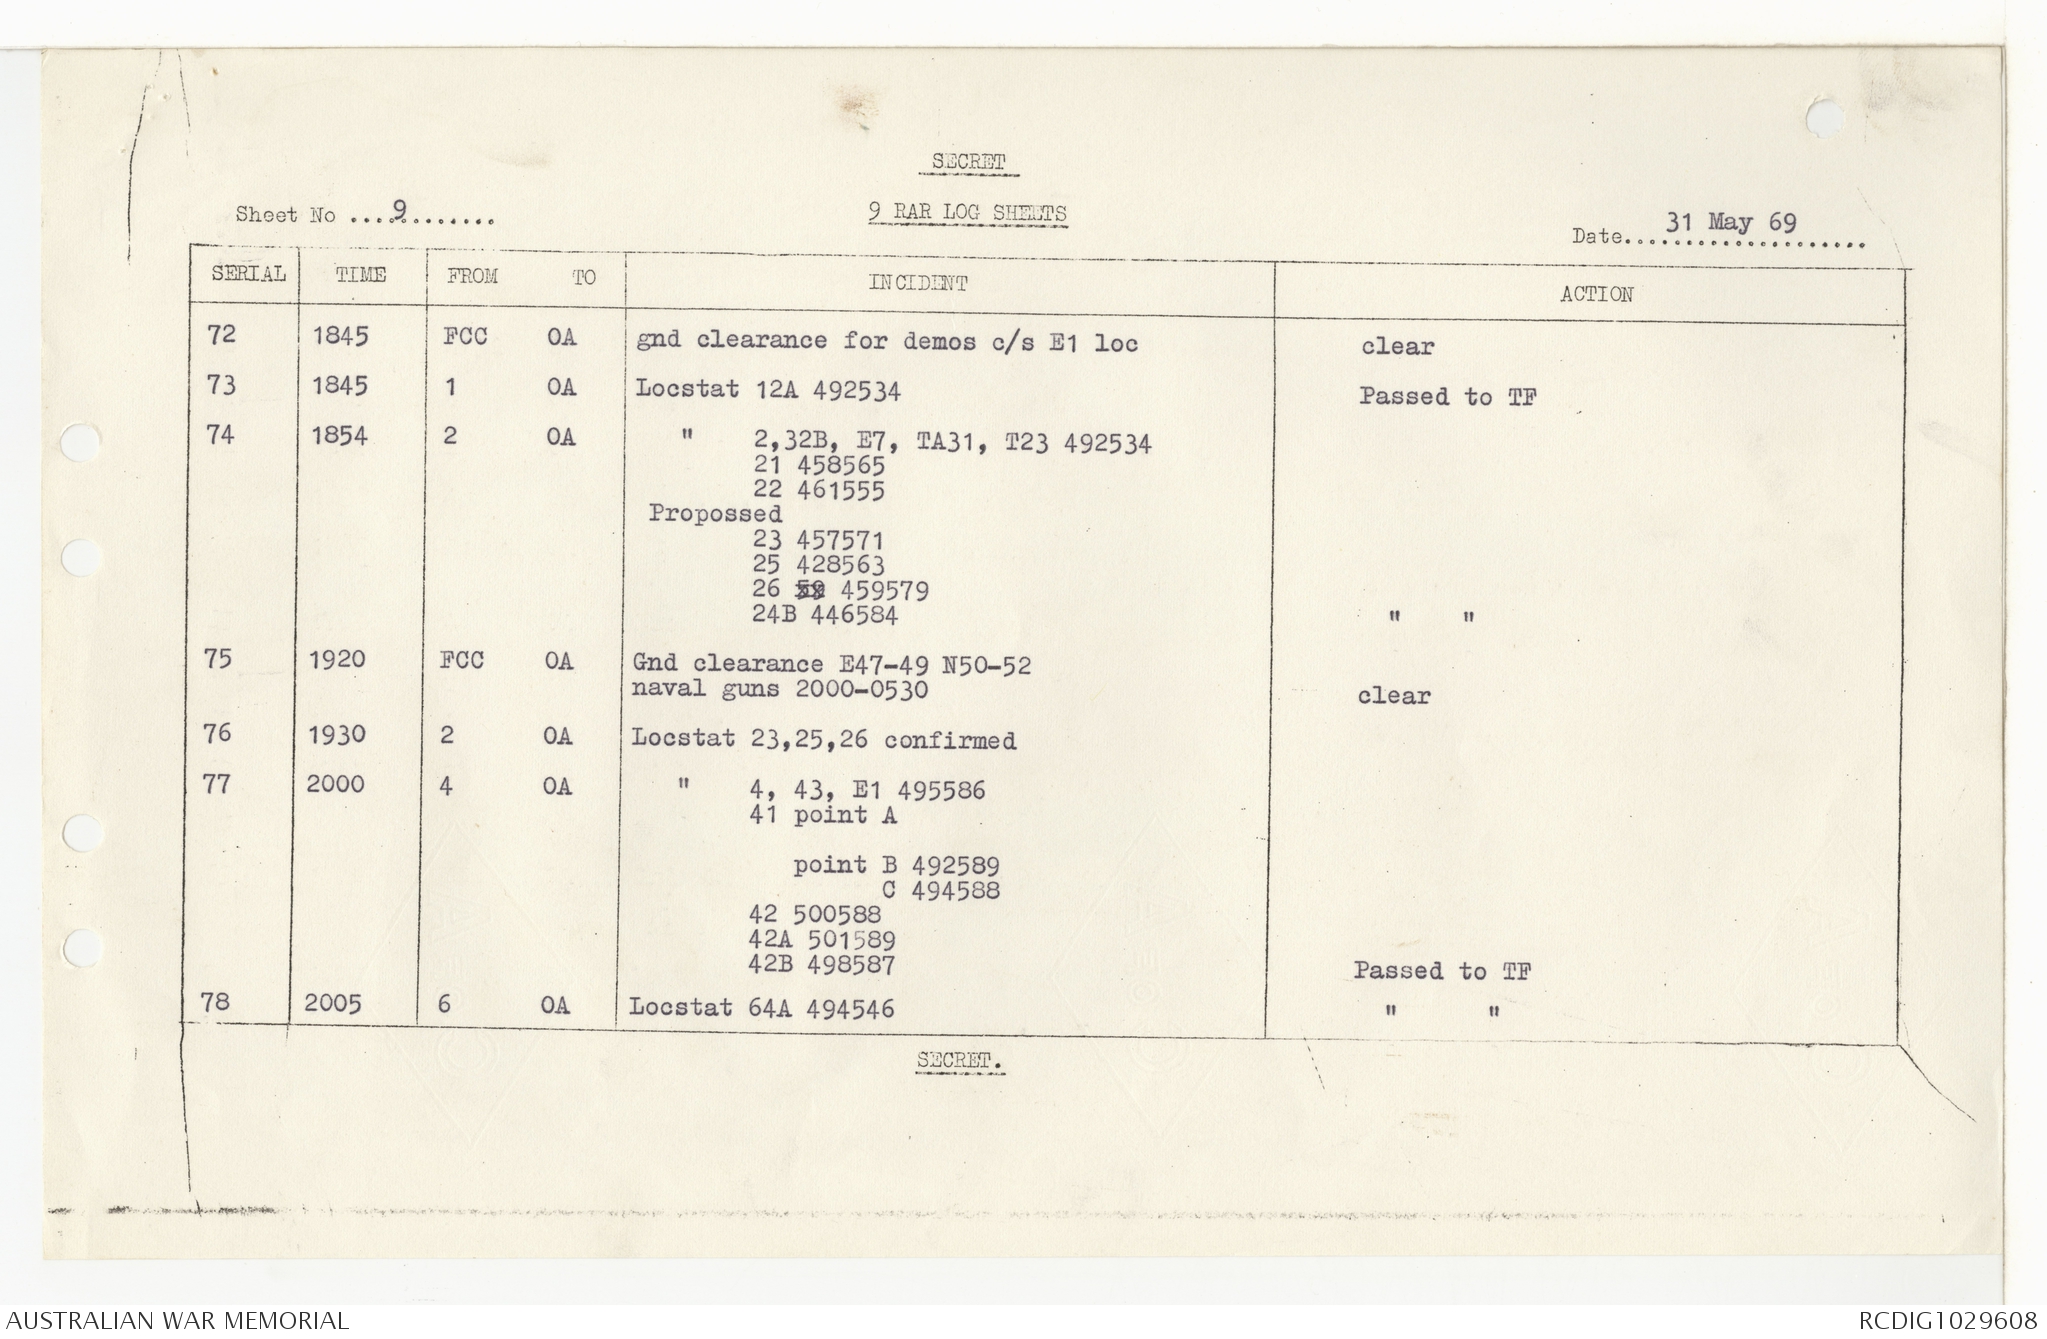 SECRET
Sheet No ....9............
9 RAR LOG SHEETS
Date 31 May 69
SERIAL TIME FROM TO INCIDENT ACTION
72 1845 FCC OA gnd clearance for demos c/s E1 loc clear
73 1845 1 OA Locstat 12A 492534 Passed to TF
74 1854 2 OA " 2,32B, E7, TA31, T23 492534
21 458565
22 461555
Propossed
23 457571
25 428563
26 459579
24B 446584 " "
75 1920 FCC OA Gnd clearance E47-49 N50-52
naval guns 2000-0530 clear
76 1930 2 OA Locstat 23,25,26 confirmed
77 2000 4 OA " 4, 43, E1 495586
41 point A
point B 492589
C 494588
42 500588
42A 501589
42B 498587 Passed to TF
78 2005 6 OA Locstat 64A 494546 " "
SECRET.
AUSTRALIAN WAR MEMORIAL RCDIG1029608